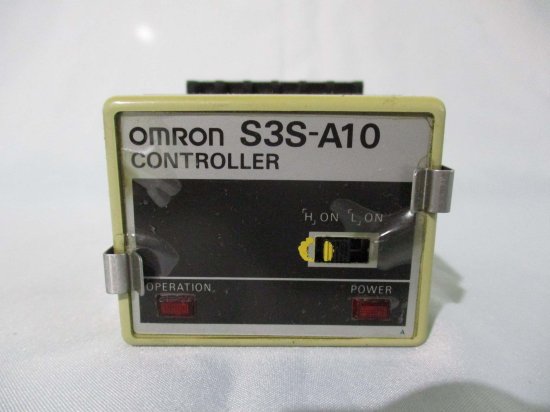 OMRON S3S-A10
CONTROLLER
「H」ON 「L」ON
OPERATION POWER
A